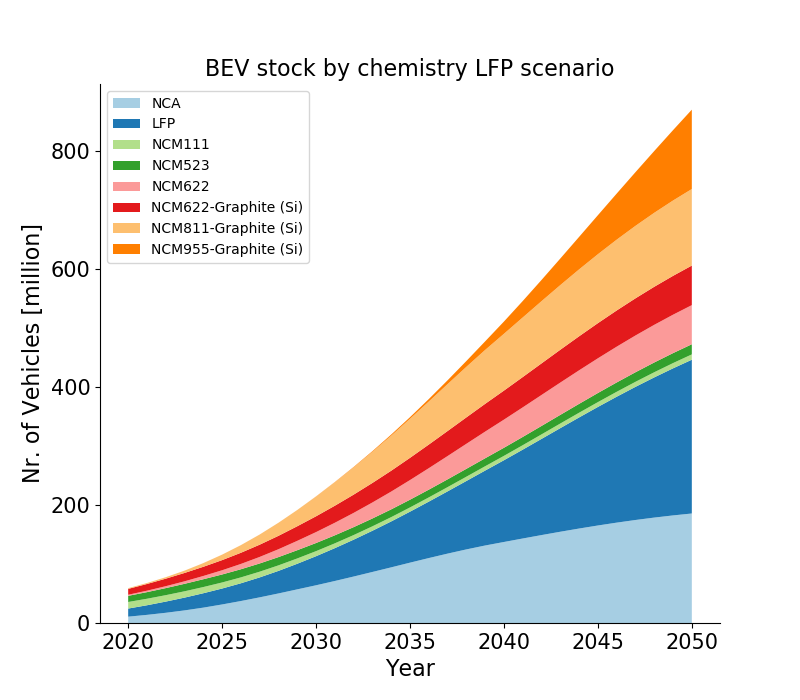 BEV stock by chemistry LFP scenario
NCA
LFP
NCM111
NCM523
NCM622
NCM622-Graphite (Si)
NCM811-Graphite (Si)
NCM955-Graphite (Si)
Nr. of Vehicles [million]
800
600
400
200
0
2020 2025 2030 2035 2040 2045 2050
Year